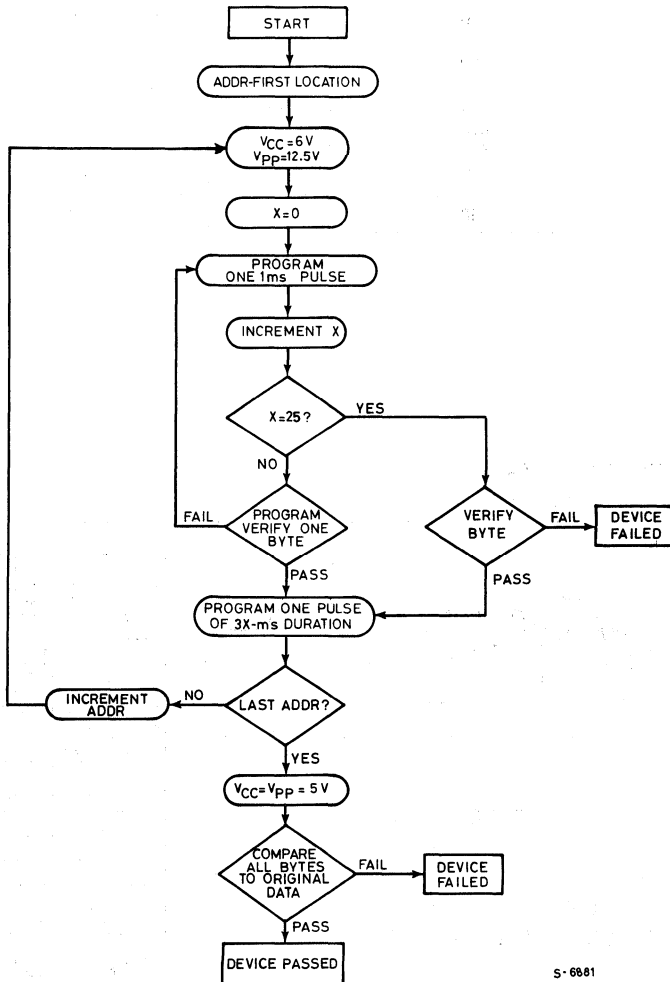 START
ADDR-FIRST LOCATION
VCC=6V
VPP=12.5V
X=0
PROGRAM
ONE 1ms PULSE
INCREMENT X
X=25?
YES
NO
PROGRAM
VERIFY ONE
BYTE
FAIL
VERIFY
BYTE
FAIL
DEVICE
FAILED
PASS
PASS
PROGRAM ONE PULSE
OF 3X-ms DURATION
INCREMENT
ADDR
NO
LAST ADDR?
YES
VCC=VPP=5V
COMPARE
ALL BYTES
TO ORIGINAL
DATA
FAIL
DEVICE
FAILED
PASS
DEVICE PASSED
S-6881